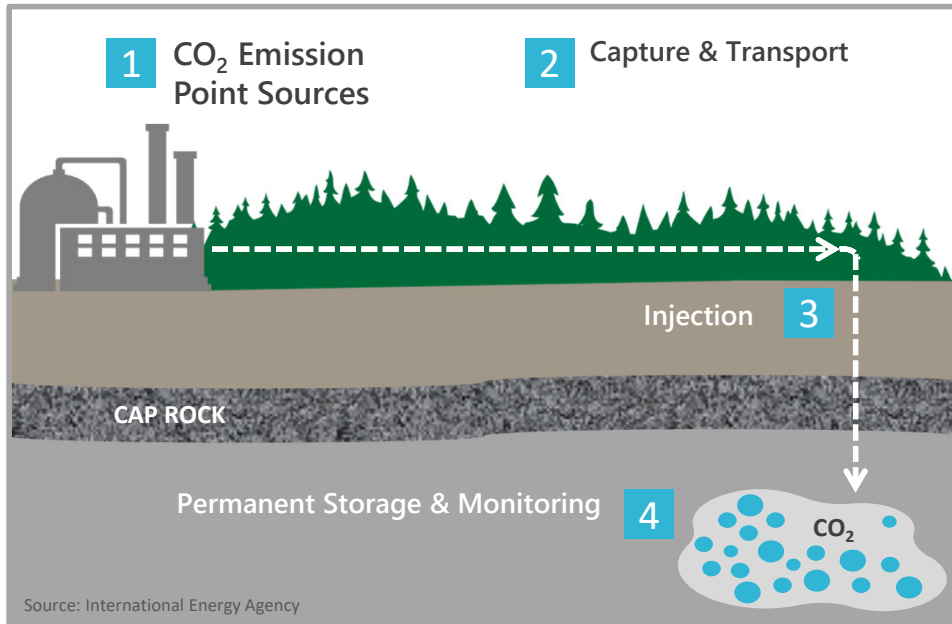 1
CO₂ Emission
Point Sources
2
Capture & Transport
Injection
3
CAP ROCK
Permanent Storage & Monitoring
4
CO₂
Source: International Energy Agency